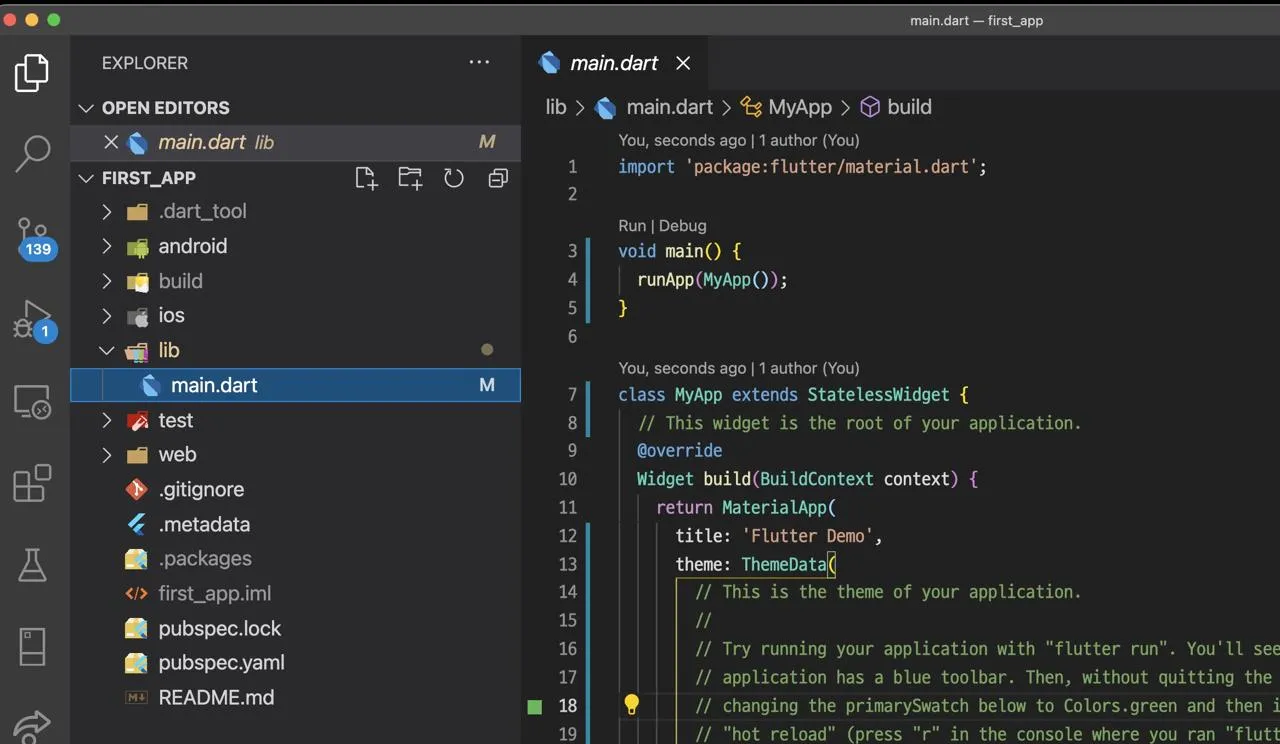 main.dart — first_app
EXPLORER
OPEN EDITORS
main.dart lib M
FIRST_APP
.dart_tool
android
139
build
ios
1
lib
main.dart M
test
web
.gitignore
.metadata
.packages
first_app.iml
pubspec.lock
pubspec.yaml
M↓ README.md
main.dart
lib > main.dart > MyApp > build
You, seconds ago | 1 author (You)
1 import 'package:flutter/material.dart';
2
Run | Debug
3 void main() {
4 runApp(MyApp());
5 }
6
You, seconds ago | 1 author (You)
7 class MyApp extends StatelessWidget {
8 // This widget is the root of your application.
9 @override
10 Widget build(BuildContext context) {
11 return MaterialApp(
12 title: 'Flutter Demo',
13 theme: ThemeData(
14 // This is the theme of your application.
15 //
16 // Try running your application with "flutter run". You'll see
17 // application has a blue toolbar. Then, without quitting the
18 // changing the primarySwatch below to Colors.green and then i
19 // "hot reload" (press "r" in the console where you ran "flutt